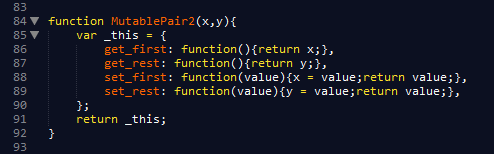 83
84 function MutablePair2(x,y){
85     var _this = {
86         get_first: function(){return x;},
87         get_rest: function(){return y;},
88         set_first: function(value){x = value;return value;},
89         set_rest: function(value){y = value;return value;},
90     };
91     return _this;
92 }
93